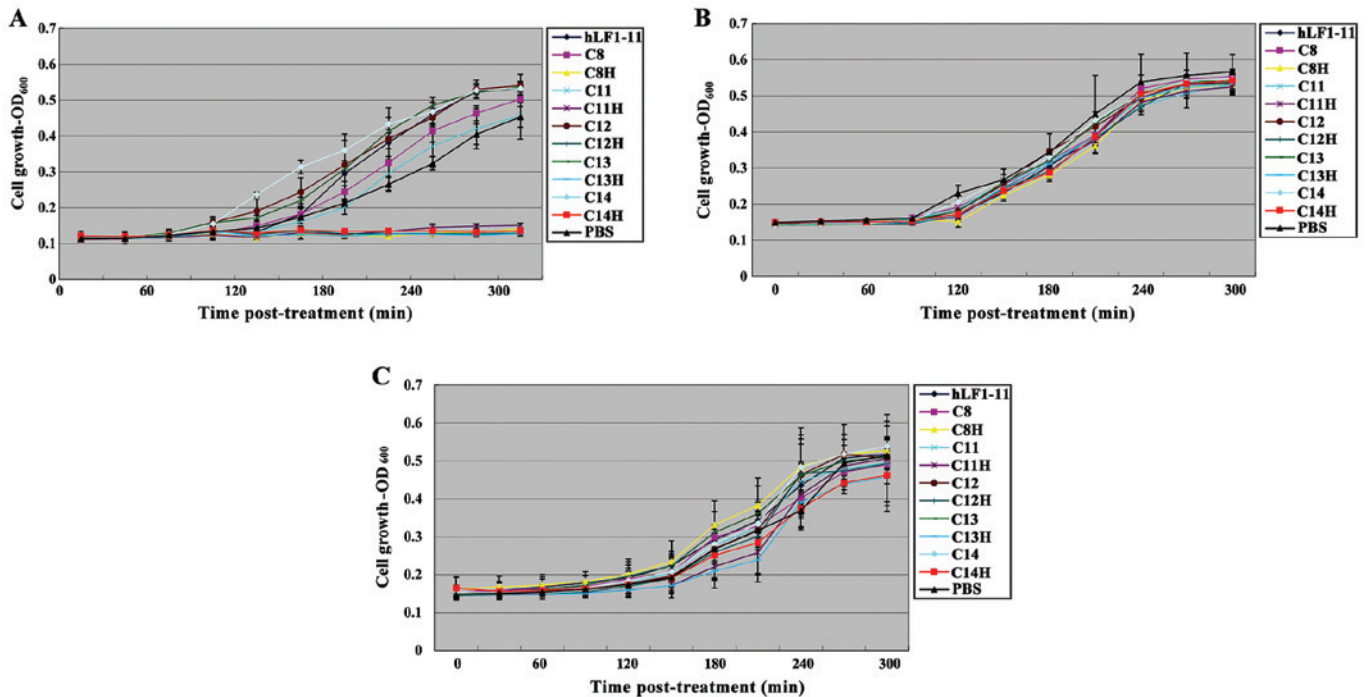 A
Cell growth-OD600
0.7
0.6
0.5
0.4
0.3
0.2
0.1
0
0 60 120 180 240 300
Time post-treatment (min)
hLF1-11
C8
C8H
C11
C11H
C12
C12H
C13
C13H
C14
C14H
PBS
B
Cell growth-OD600
0.7
0.6
0.5
0.4
0.3
0.2
0.1
0
0 60 120 180 240 300
Time post-treatment (min)
hLF1-11
C8
C8H
C11
C11H
C12
C12H
C13
C13H
C14
C14H
PBS
C
Cell growth-OD600
0.7
0.6
0.5
0.4
0.3
0.2
0.1
0
0 60 120 180 240 300
Time post-treatment (min)
hLF1-11
C8
C8H
C11
C11H
C12
C12H
C13
C13H
C14
C14H
PBS